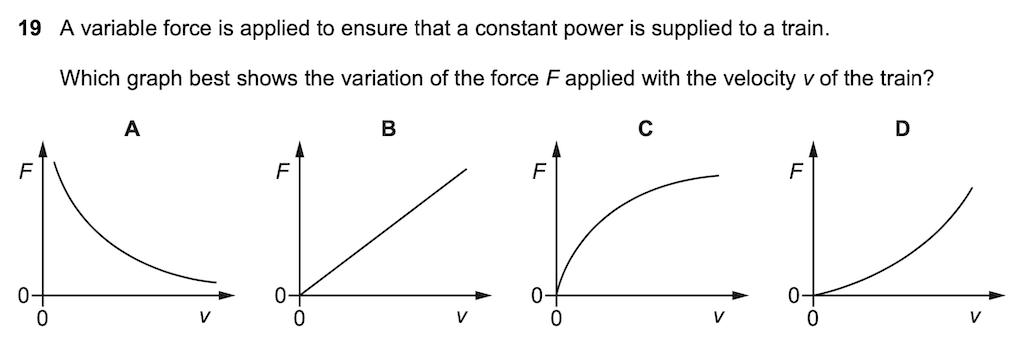 19 A variable force is applied to ensure that a constant power is supplied to a train.
Which graph best shows the variation of the force F applied with the velocity v of the train?
A B C D
F F F F
0 0 0 0
0 v 0 v 0 v 0 v